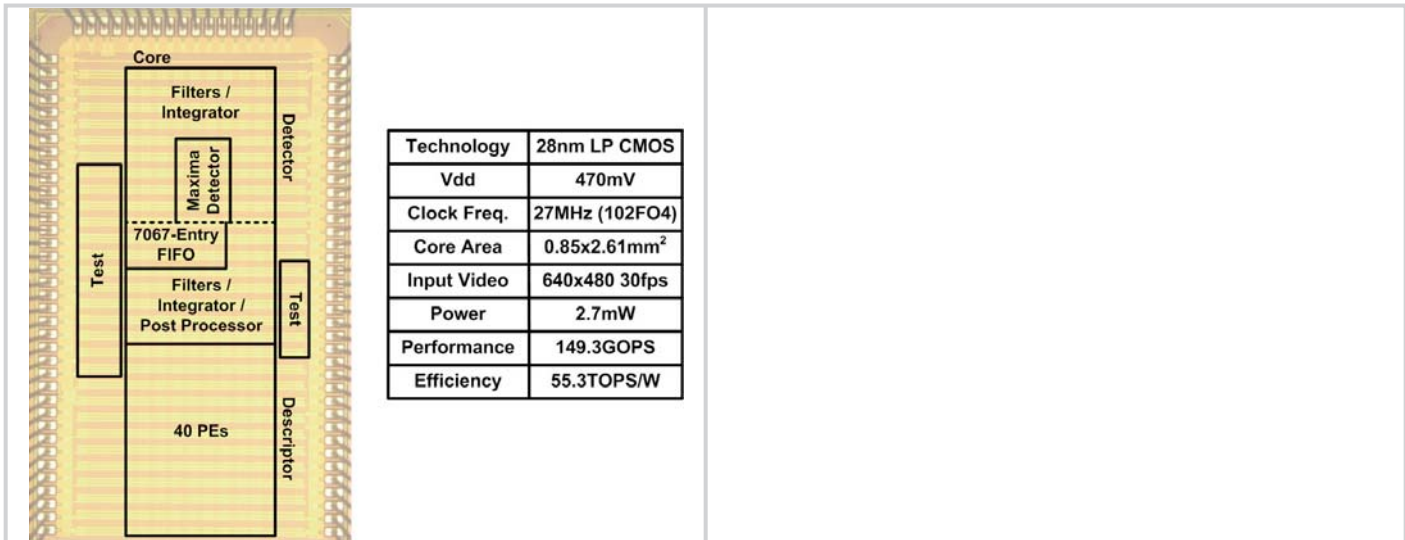 Core
Filters /
Integrator
Detector
Maxima
Detector
7067-Entry
FIFO
Test
Filters /
Integrator /
Post Processor
Test
40 PEs
Descriptor
Technology 28nm LP CMOS
Vdd 470mV
Clock Freq. 27MHz (102FO4)
Core Area 0.85x2.61mm²
Input Video 640x480 30fps
Power 2.7mW
Performance 149.3GOPS
Efficiency 55.3TOPS/W